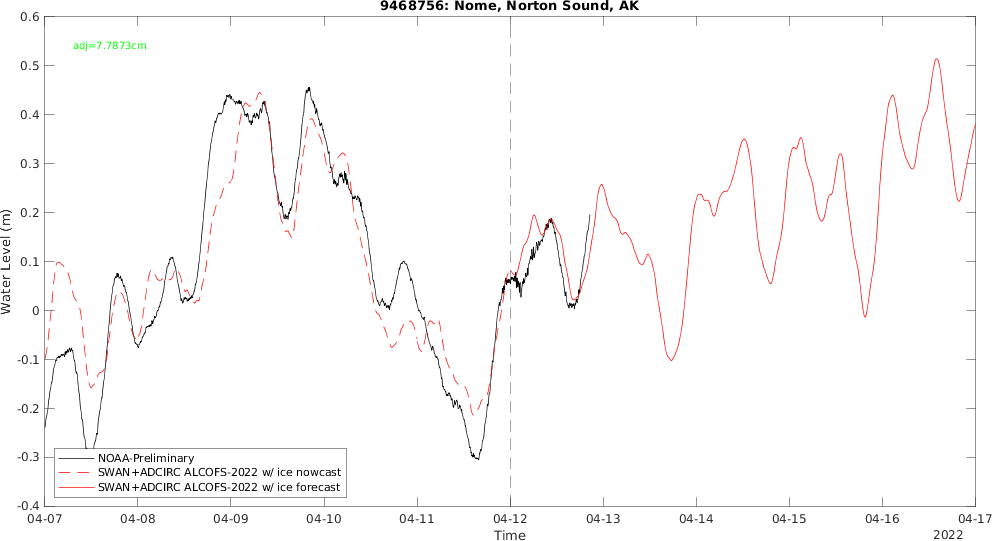 9468756: Nome, Norton Sound, AK
adj=7.7873cm
Water Level (m)
0.6
0.5
0.4
0.3
0.2
0.1
0
-0.1
-0.2
-0.3
-0.4
NOAA-Preliminary
SWAN+ADCIRC ALCOFS-2022 w/ ice nowcast
SWAN+ADCIRC ALCOFS-2022 w/ ice forecast
04-07 04-08 04-09 04-10 04-11 04-12 04-13 04-14 04-15 04-16 04-17
Time
2022